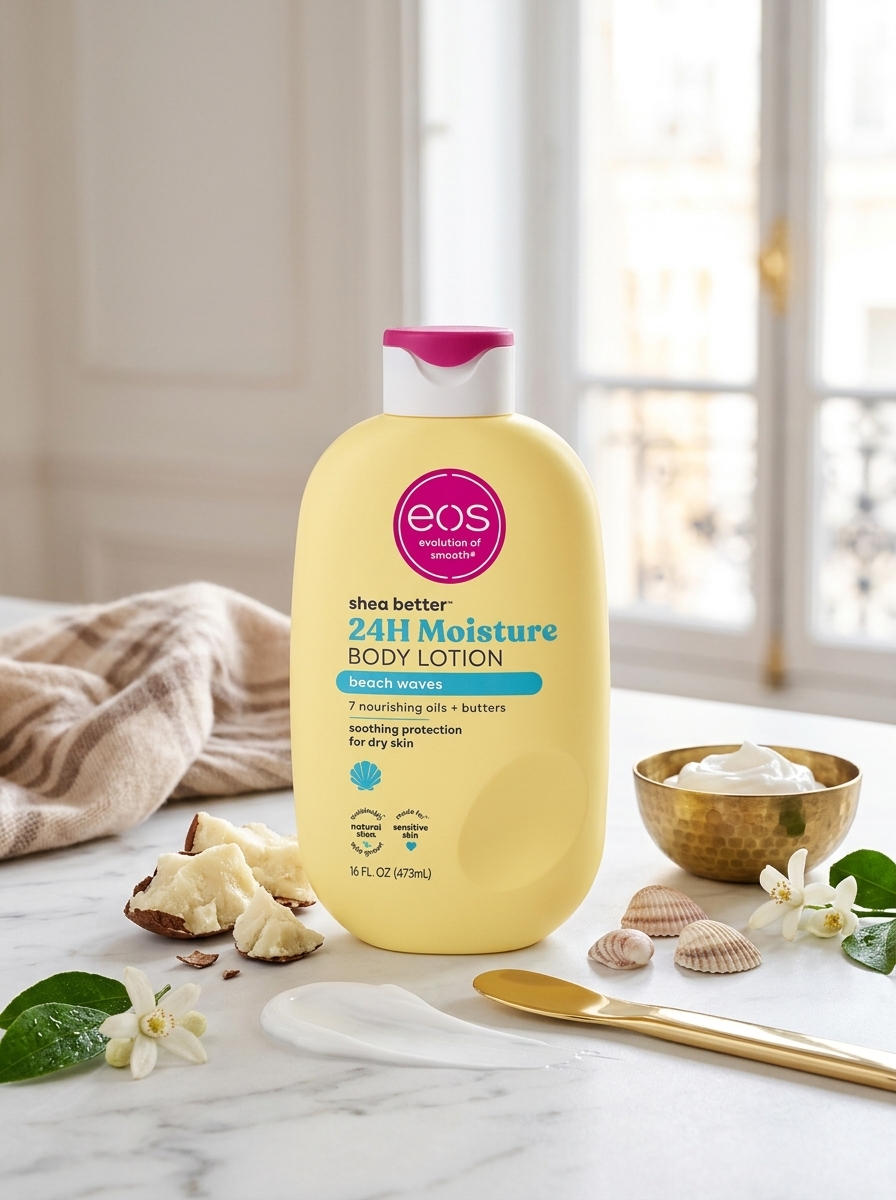 eos
evolution of
smooth®
shea better™
24H Moisture
BODY LOTION
beach waves
7 nourishing oils + butters
soothing protection
for dry skin
natural
made for
sensitive
skin
16 FL. OZ (473mL)